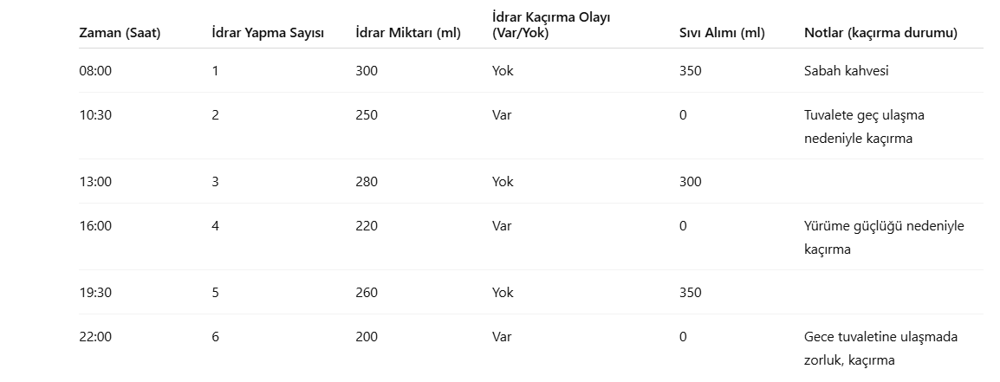 Zaman (Saat) İdrar Yapma Sayısı İdrar Miktarı (ml) İdrar Kaçırma Olayı (Var/Yok) Sıvı Alımı (ml) Notlar (kaçırma durumu)
08:00 1 300 Yok 350 Sabah kahvesi
10:30 2 250 Var 0 Tuvalete geç ulaşma
nedeniyle kaçırma
13:00 3 280 Yok 300
16:00 4 220 Var 0 Yürüme güçlüğü nedeniyle
kaçırma
19:30 5 260 Yok 350
22:00 6 200 Var 0 Gece tuvaletine ulaşmada
zorluk, kaçırma